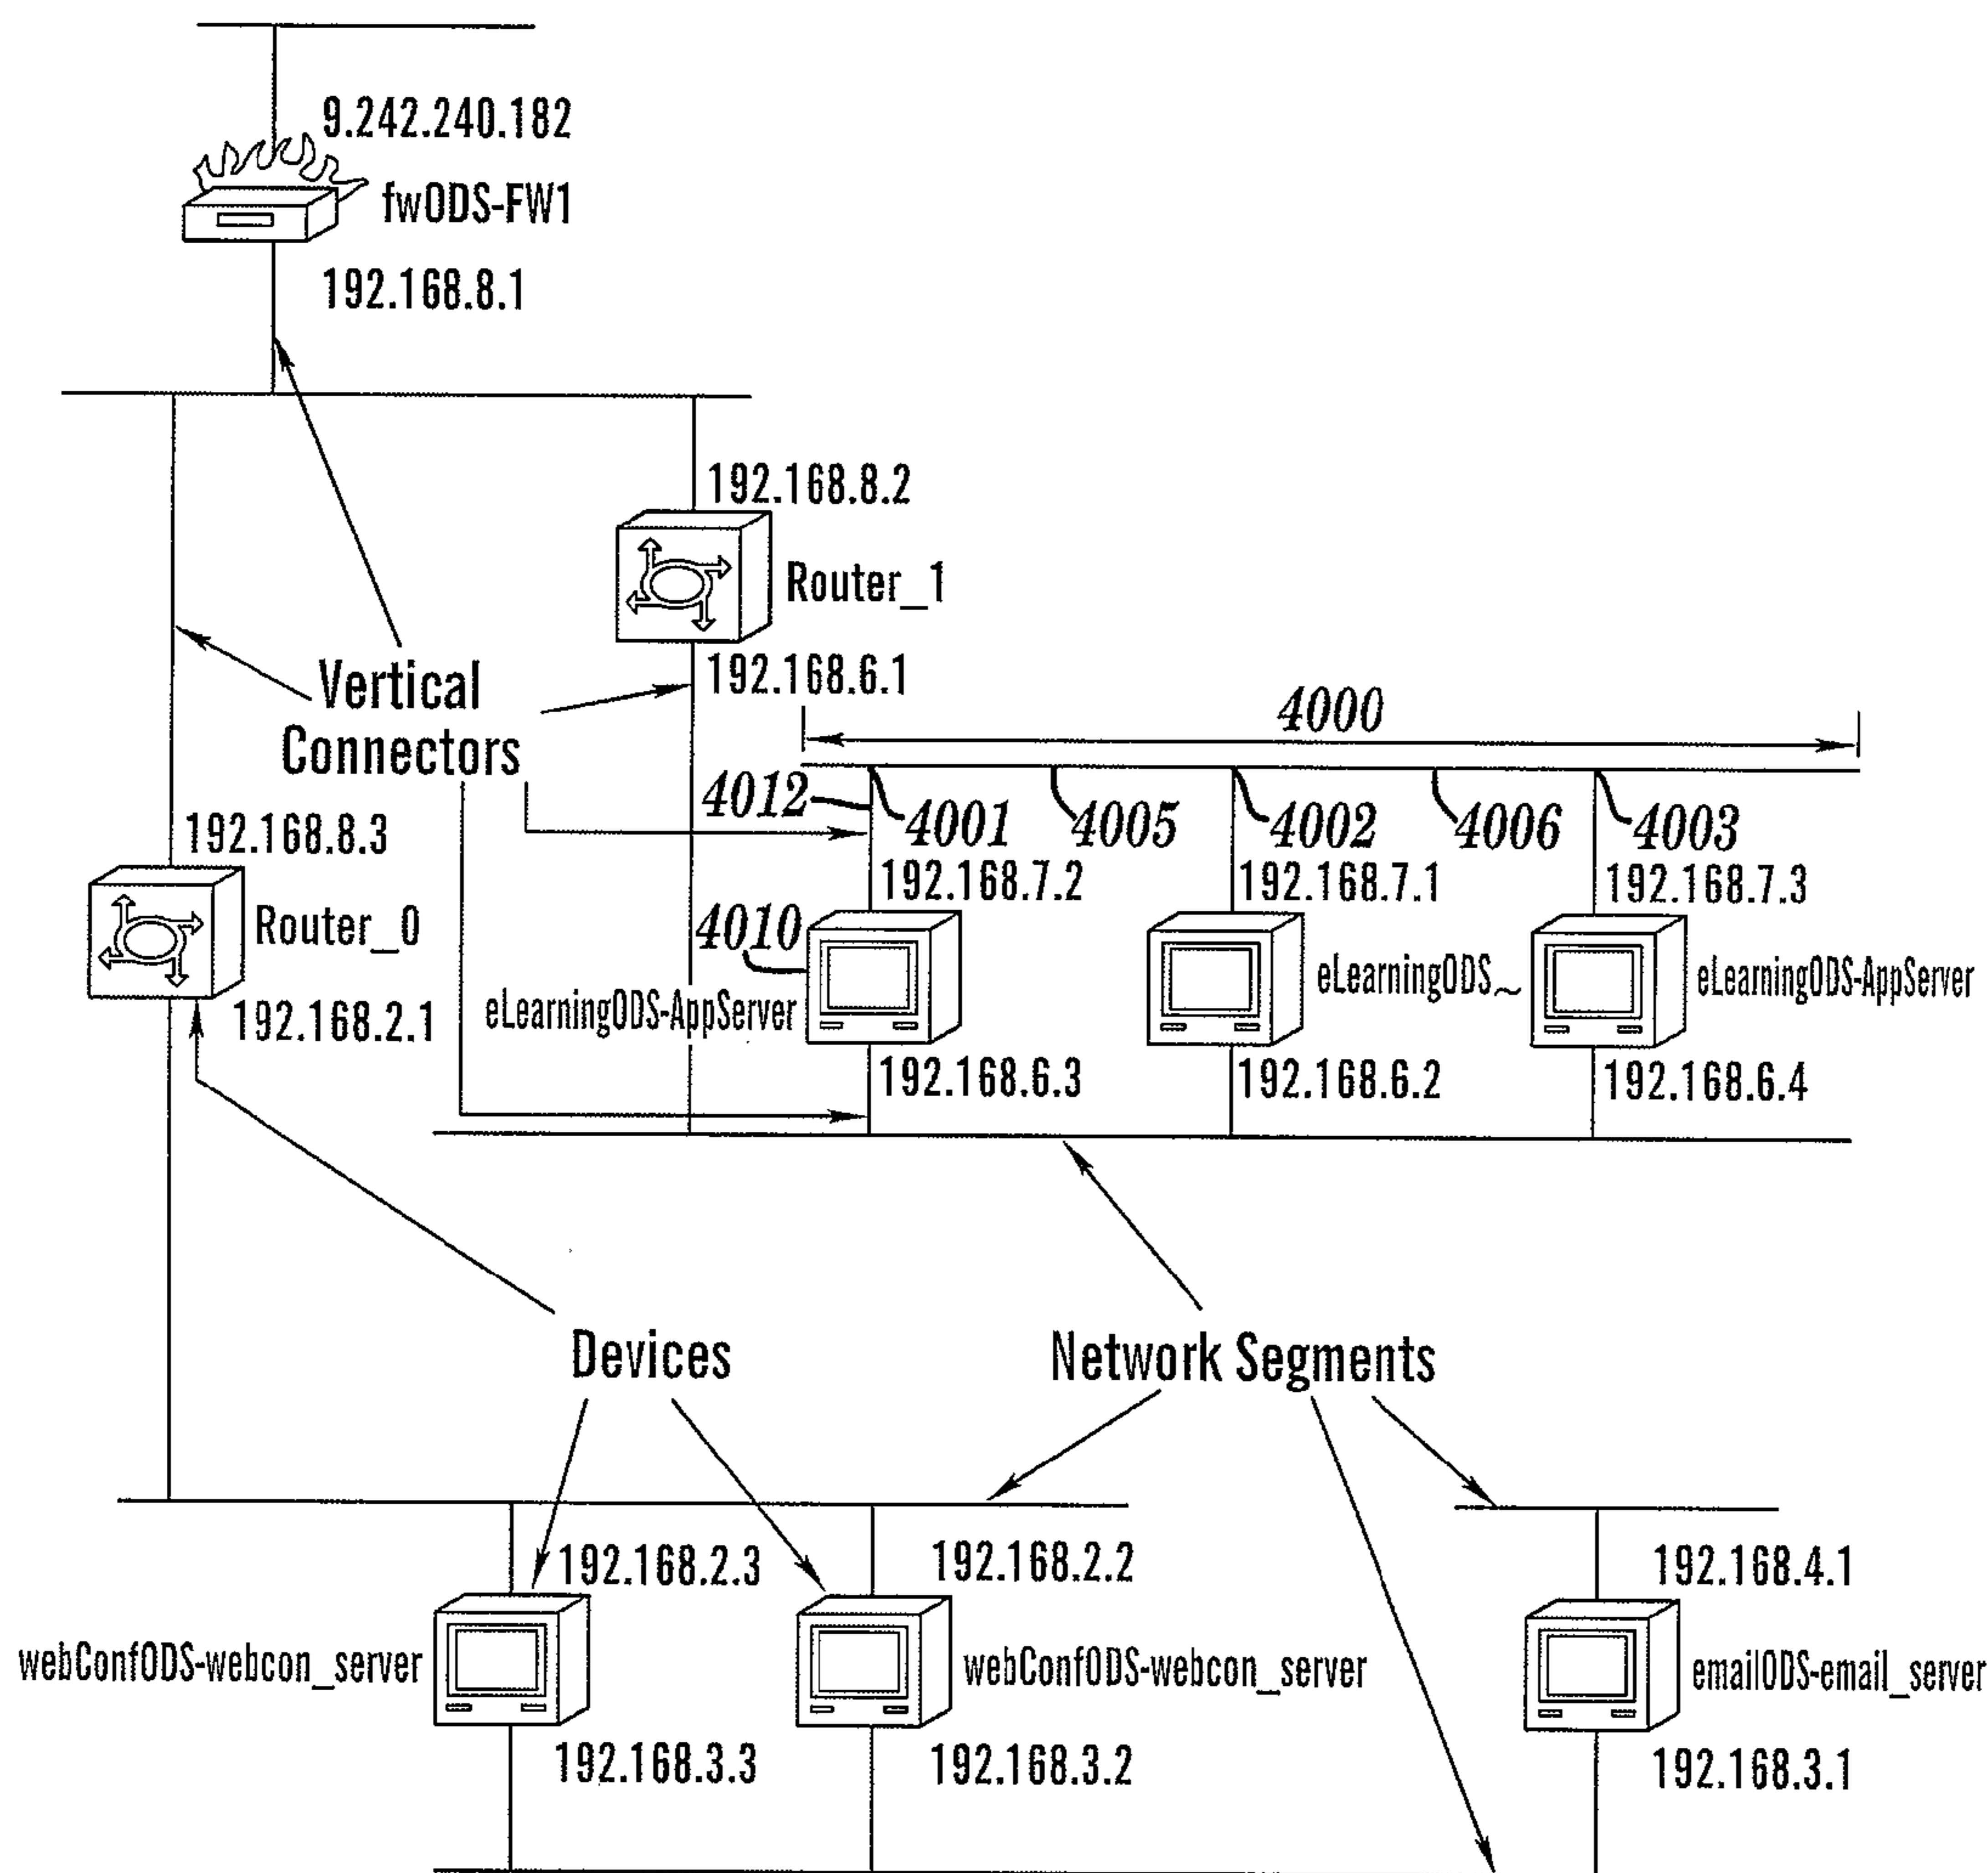 9.242.240.182
fwODS-FW1
192.168.8.1
192.168.8.2
Router_1
192.168.6.1
Vertical
Connectors
4000
4012
4001
4005
4002
4006
4003
192.168.8.3
192.168.7.2
192.168.7.1
192.168.7.3
Router_0
4010
eLearningODS-AppServer
eLearningODS~
eLearningODS-AppServer
192.168.2.1
192.168.6.3
192.168.6.2
192.168.6.4
Devices
Network Segments
192.168.2.3
192.168.2.2
192.168.4.1
webConfODS-webcon_server
webConfODS-webcon_server
emailODS-email_server
192.168.3.3
192.168.3.2
192.168.3.1